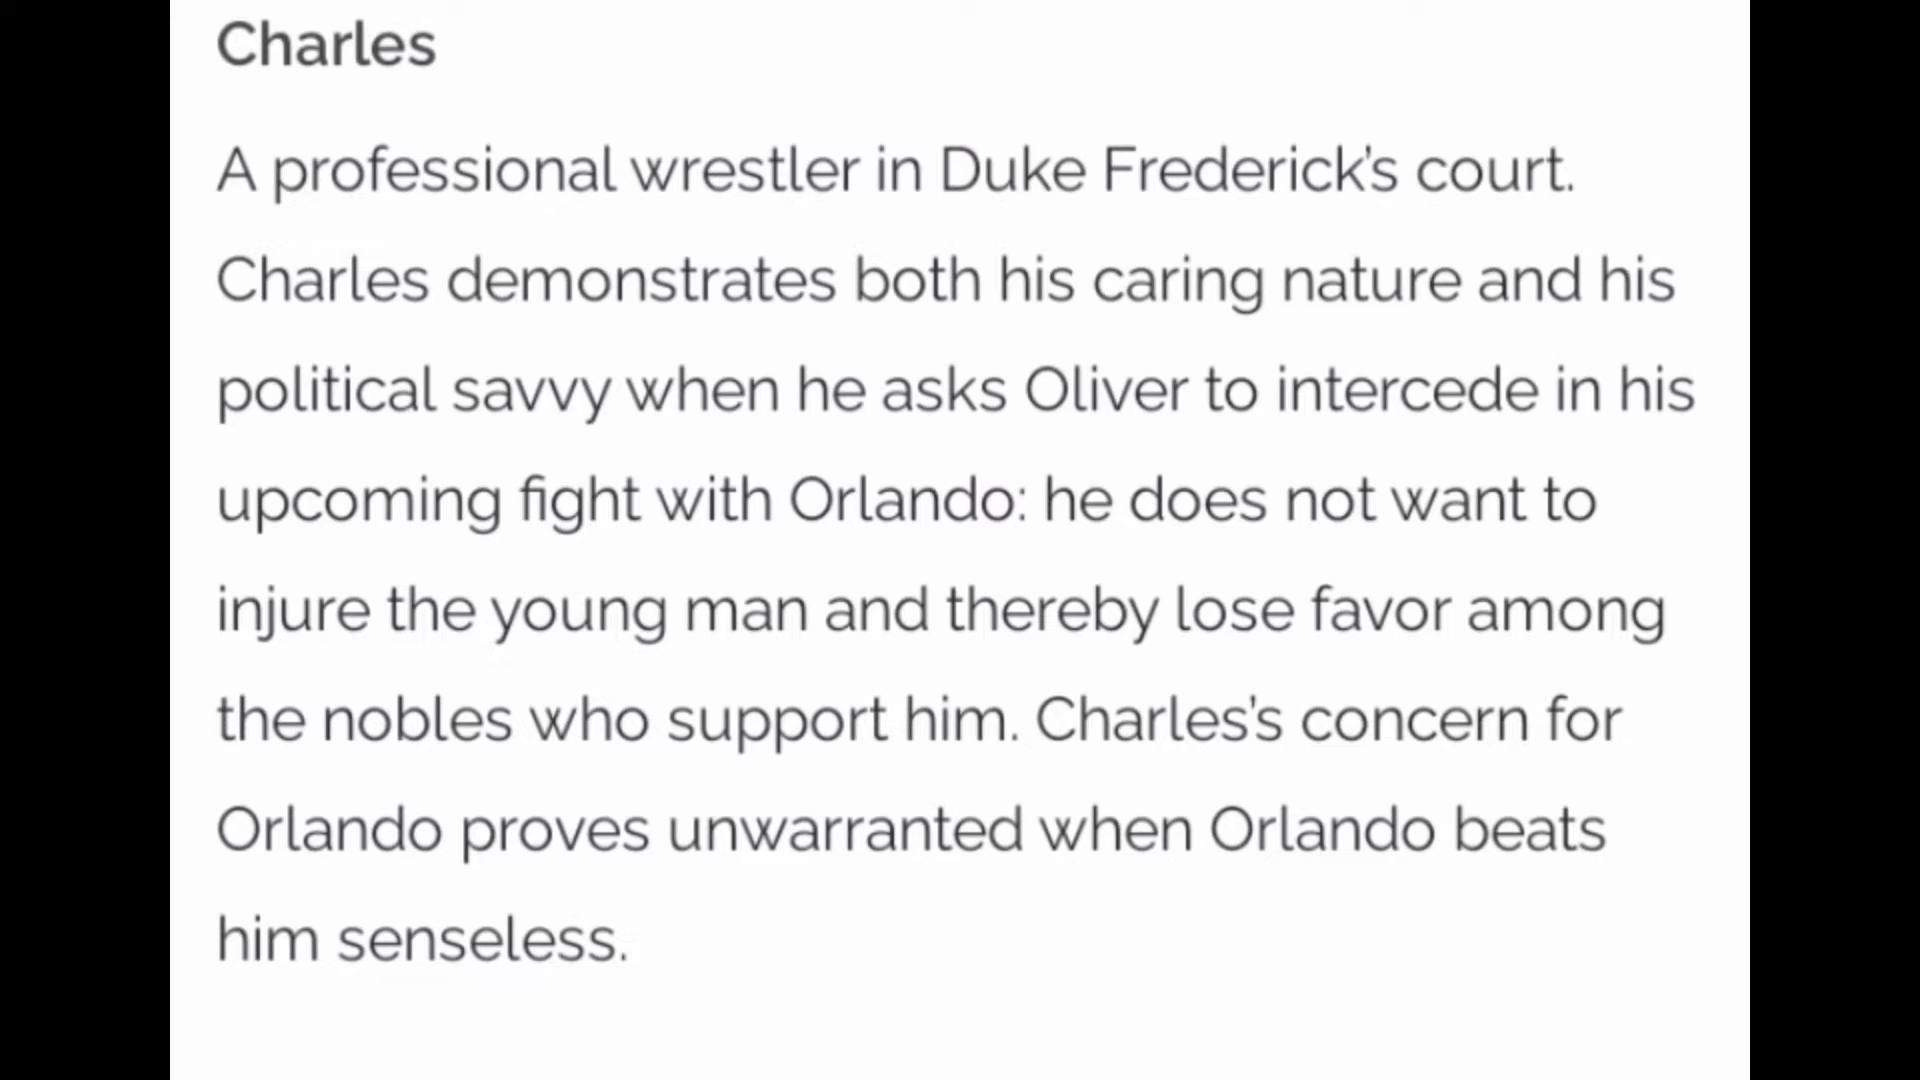 Charles
A professional wrestler in Duke Frederick's court.
Charles demonstrates both his caring nature and his
political savvy when he asks Oliver to intercede in his
upcoming fight with Orlando: he does not want to
injure the young man and thereby lose favor among
the nobles who support him. Charles's concern for
Orlando proves unwarranted when Orlando beats
him senseless.